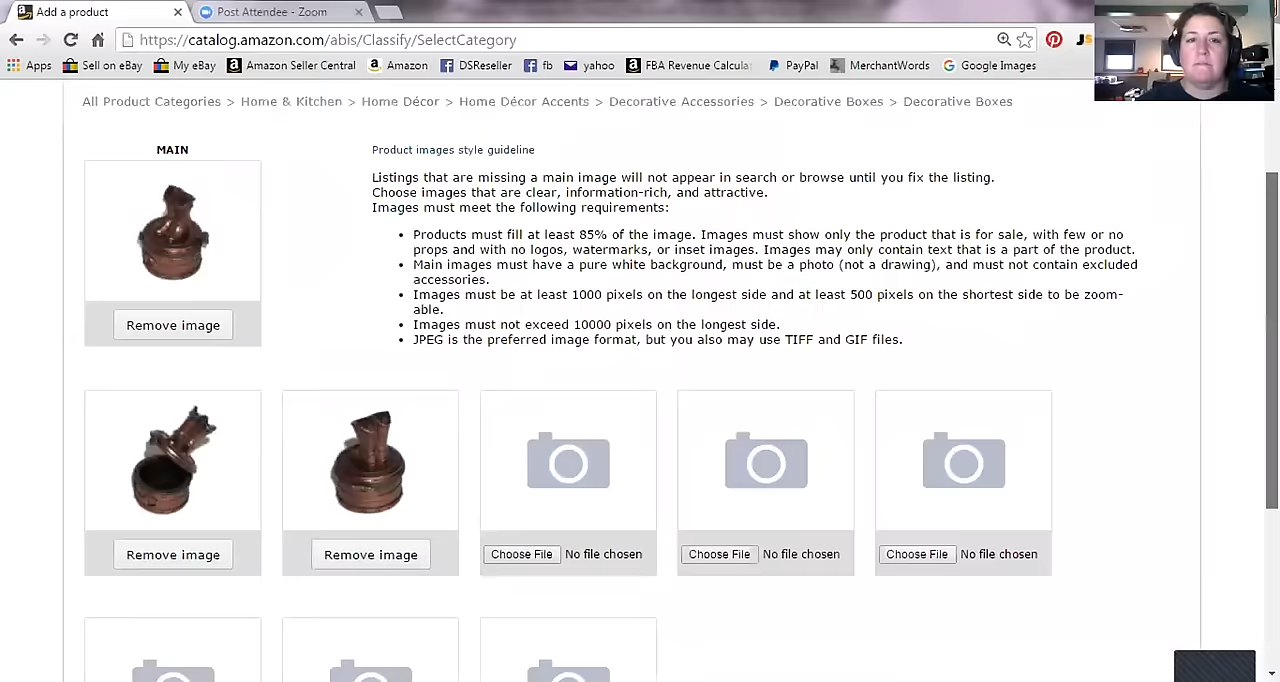 Add a product
Post Attendee - Zoom
https://catalog.amazon.com/abis/Classify/SelectCategory
Apps
Sell on eBay
My eBay
Amazon Seller Central
Amazon
DSResell
fb
yahoo
FBA Revenue Calcula
PayPal
MerchantWords
Google Images
All Product Categories > Home & Kitchen > Home Décor > Home Décor Accents > Decorative Accessories > Decorative Boxes > Decorative Boxes
MAIN
Remove image
Product images style guideline
Listings that are missing a main image will not appear in search or browse until you fix the listing.
Choose images that are clear, information-rich, and attractive.
Images must meet the following requirements:
• Products must fill at least 85% of the image. Images must show only the product that is for sale, with few or no
props and with no logos, watermarks, or inset images. Images may only contain text that is a part of the product.
• Main images must have a pure white background, must be a photo (not a drawing), and must not contain excluded
accessories.
• Images must be at least 1000 pixels on the longest side and at least 500 pixels on the shortest side to be zoom-
able.
• Images must not exceed 10000 pixels on the longest side.
• JPEG is the preferred image format, but you also may use TIFF and GIF files.
Remove image
Remove image
Choose File No file chosen
Choose File No file chosen
Choose File No file chosen